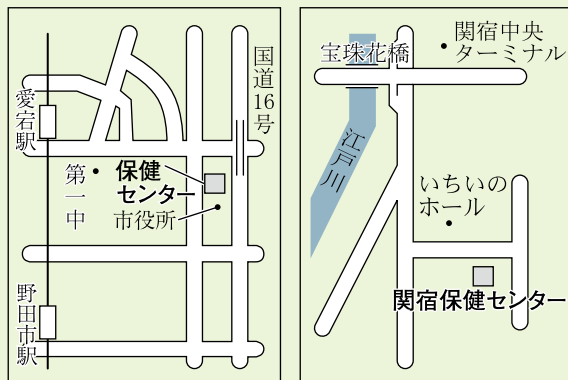 愛宕駅
国道16号
第一中
保健
センター
市役所
野田市駅
宝珠花橋
関宿中央
ターミナル
江戸川
いちいの
ホール
関宿保健センター